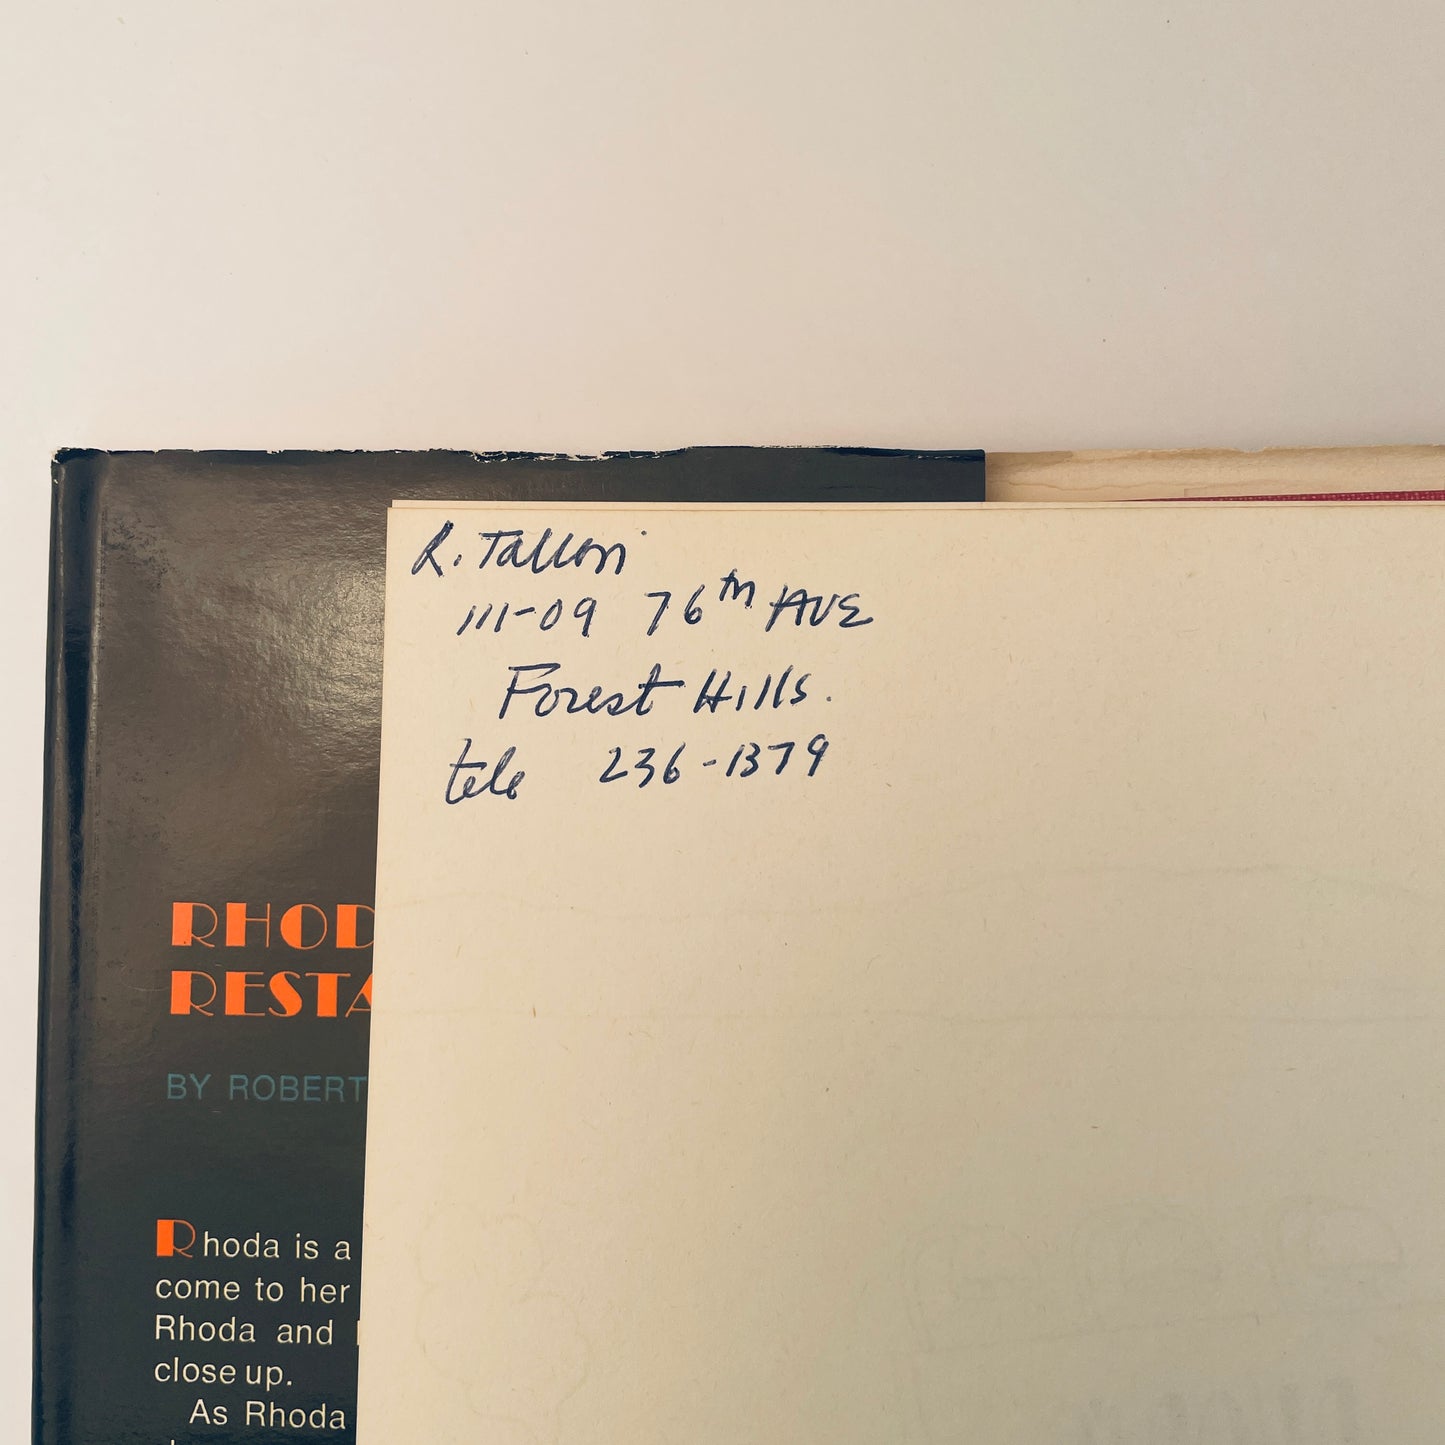 R. Tallon
111-09 76th AVE
Forest Hills.
tele 236-1379
RHOD
RESTA
BY ROBERT
Rhoda is a
come to her
Rhoda and
close up.
As Rhoda